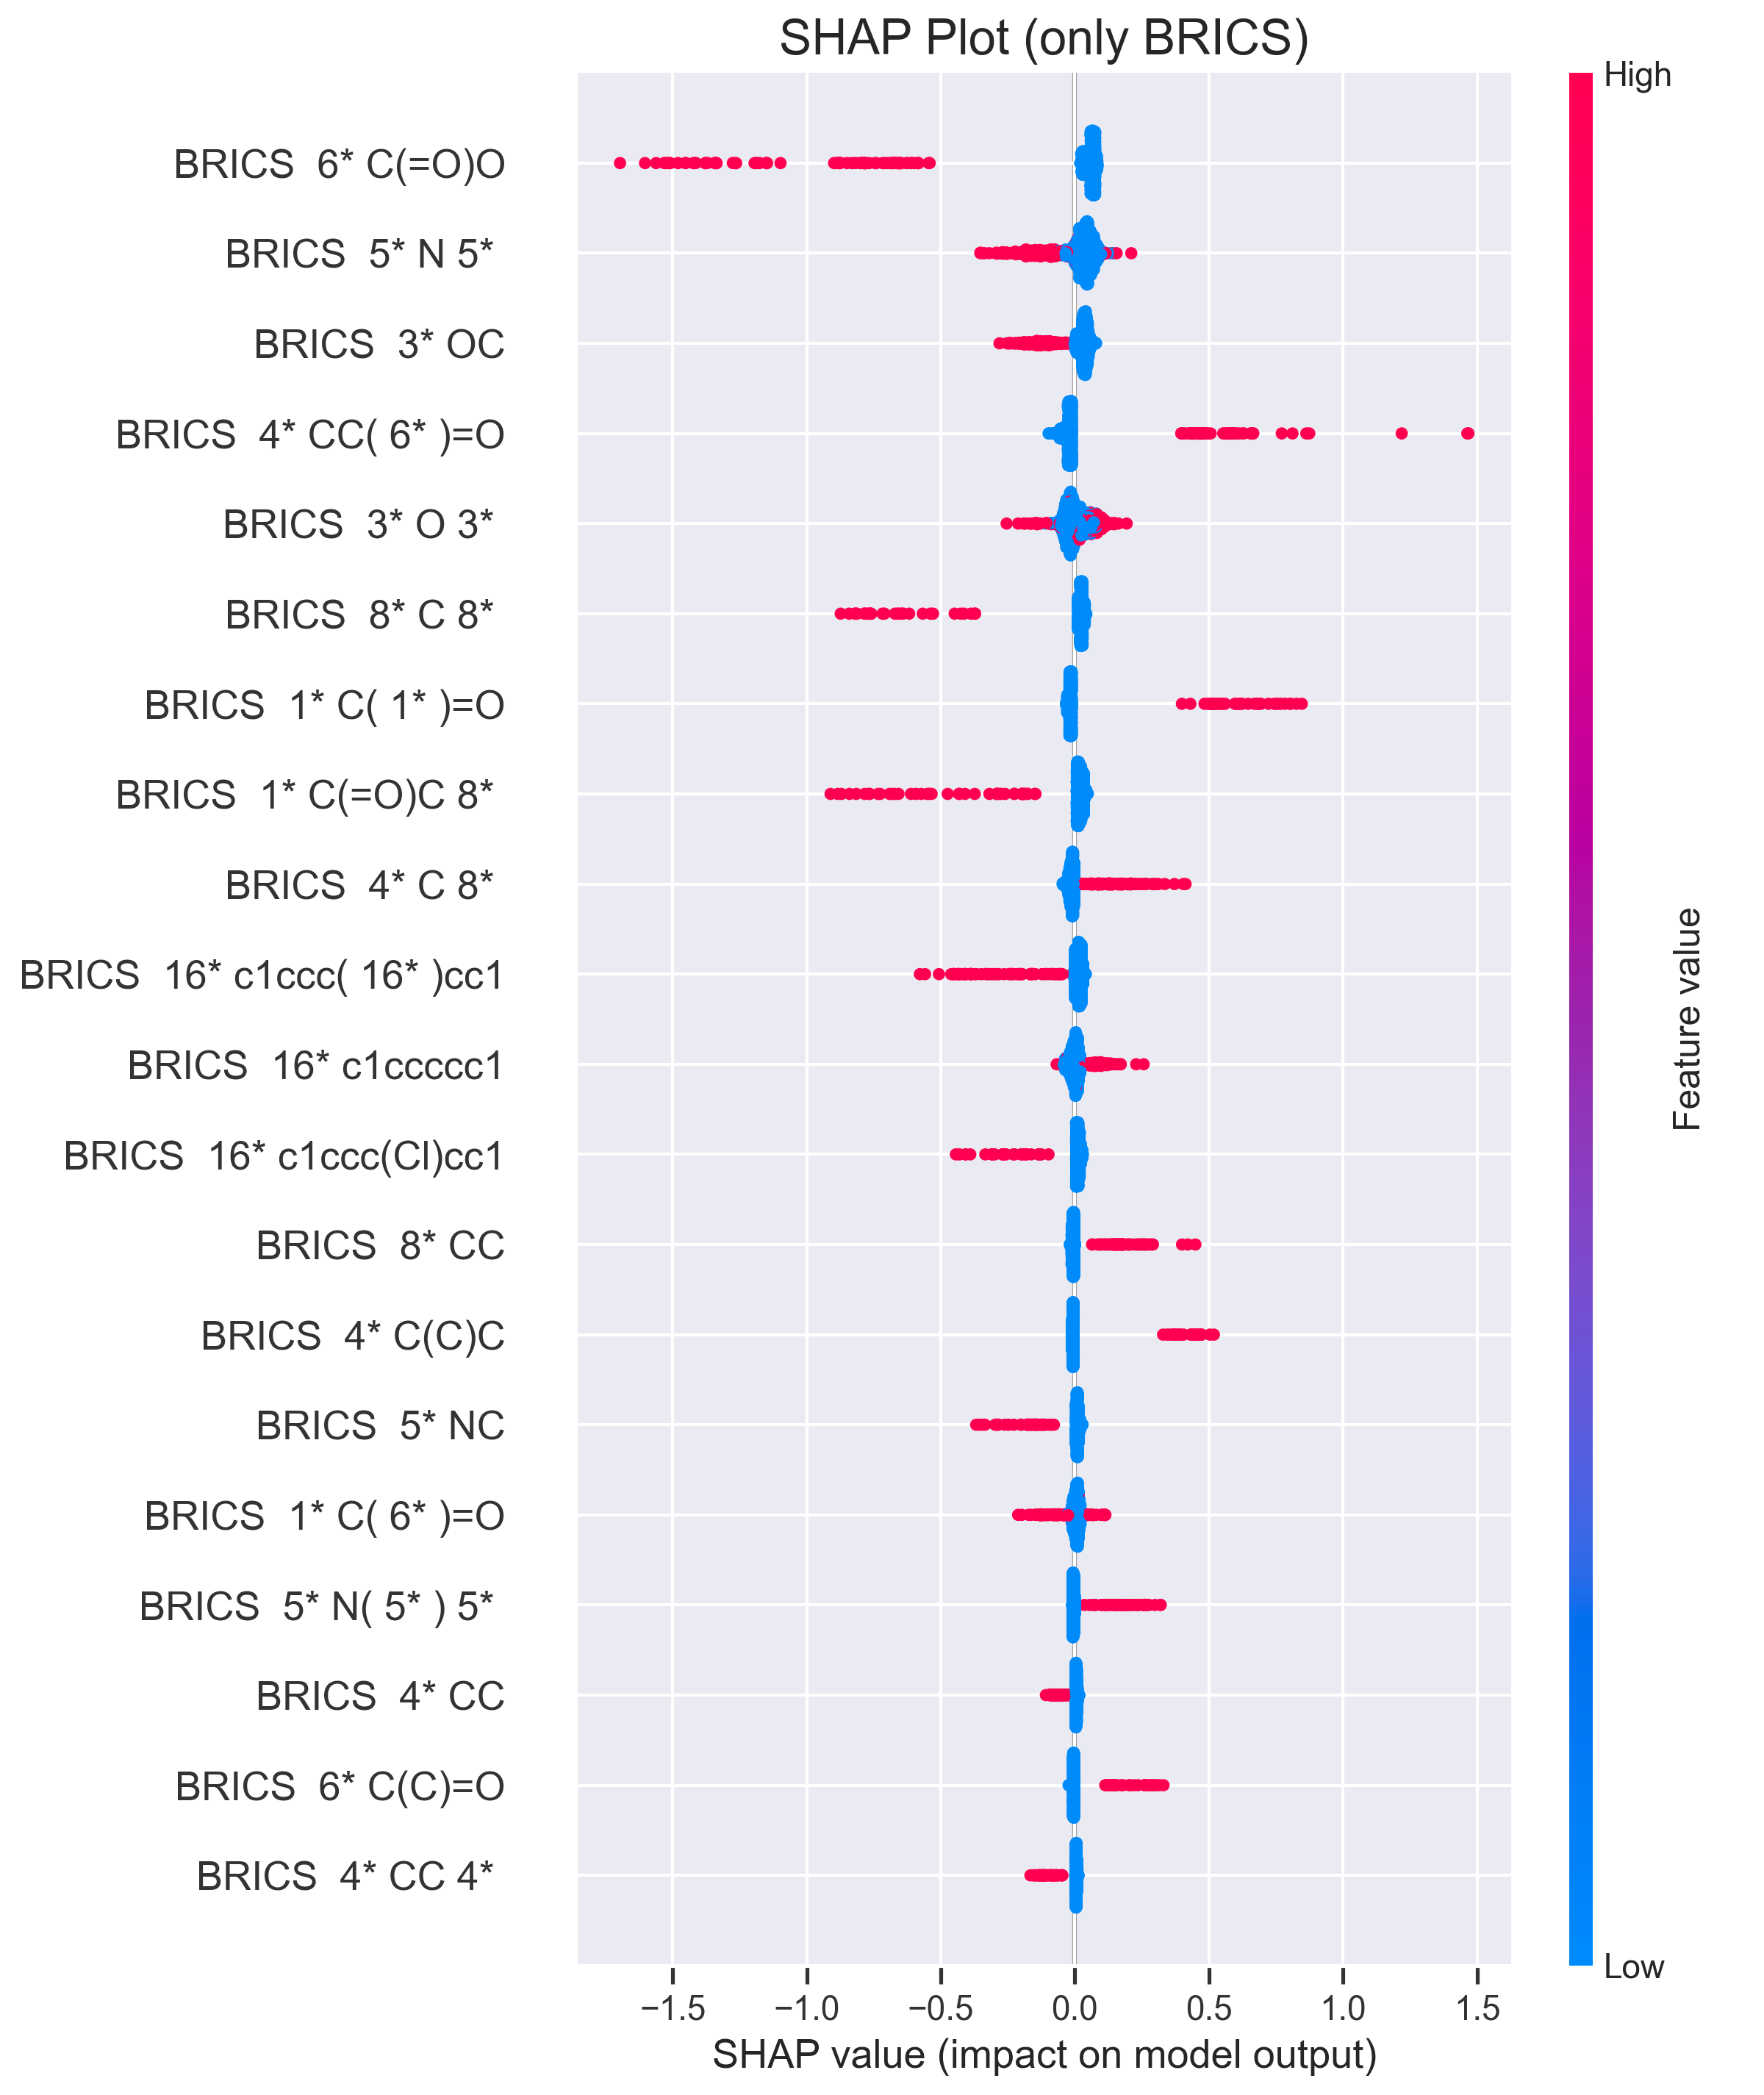 SHAP Plot (only BRICS)
High
BRICS 6* C(=O)O
BRICS 5* N 5*
BRICS 3* OC
BRICS 4* CC( 6* )=O
BRICS 3* O 3*
BRICS 8* C 8*
BRICS 1* C( 1* )=O
BRICS 1* C(=O)C 8*
BRICS 4* C 8*
BRICS 16* c1ccc( 16* )cc1
BRICS 16* c1ccccc1
BRICS 16* c1ccc(Cl)cc1
BRICS 8* CC
BRICS 4* C(C)C
BRICS 5* NC
BRICS 1* C( 6* )=O
BRICS 5* N( 5* ) 5*
BRICS 4* CC
BRICS 6* C(C)=O
BRICS 4* CC 4*
Feature value
Low
−1.5 −1.0 −0.5 0.0 0.5 1.0 1.5
SHAP value (impact on model output)